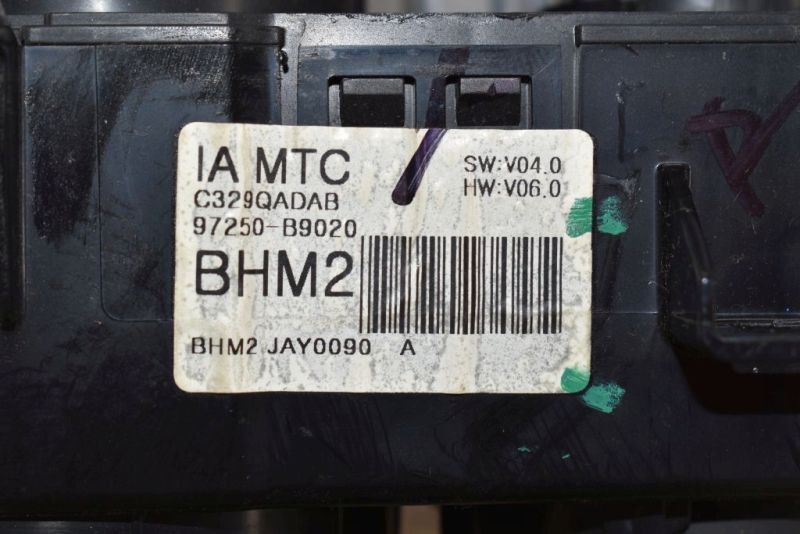 IA MTC
SW:V04.0
C329QADAB
HW:V06.0
97250-B9020
BHM2
BHM2 JAY0090 A